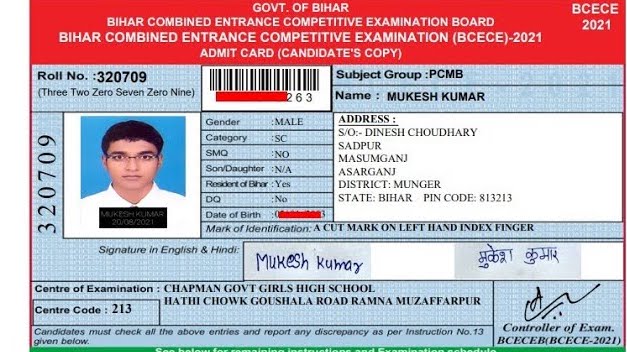 GOVT. OF BIHAR
BIHAR COMBINED ENTRANCE COMPETITIVE EXAMINATION BOARD
BIHAR COMBINED ENTRANCE COMPETITIVE EXAMINATION (BCECE)-2021
ADMIT CARD (CANDIDATE'S COPY)
BCECE
2021
Roll No. :320709
(Three Two Zero Seven Zero Nine)
263
Subject Group :PCMB
Name : MUKESH KUMAR
320709
MUKESH KUMAR
20/08/2021
Gender :MALE
Category :SC
SMQ :NO
Son/Daughter :N/A
Resident of Bihar :Yes
DQ :No
Date of Birth :
ADDRESS :
S/O:- DINESH CHOUDHARY
SADPUR
MASUMGANJ
ASARGANJ
DISTRICT: MUNGER
STATE: BIHAR PIN CODE: 813213
Mark of Identification: A CUT MARK ON LEFT HAND INDEX FINGER
Signature in English & Hindi:
Mukesh Kumar
मुकेश कुमार
Centre of Examination : CHAPMAN GOVT GIRLS HIGH SCHOOL
HATHI CHOWK GOUSHALA ROAD RAMNA MUZAFFARPUR
Centre Code : 213
Controller of Exam.
BCECEB(BCECE-2021)
Candidates must check all the above entries and report any discrepancy as per Instruction No.13
given below.
See below for remaining instructions and Examination schedule